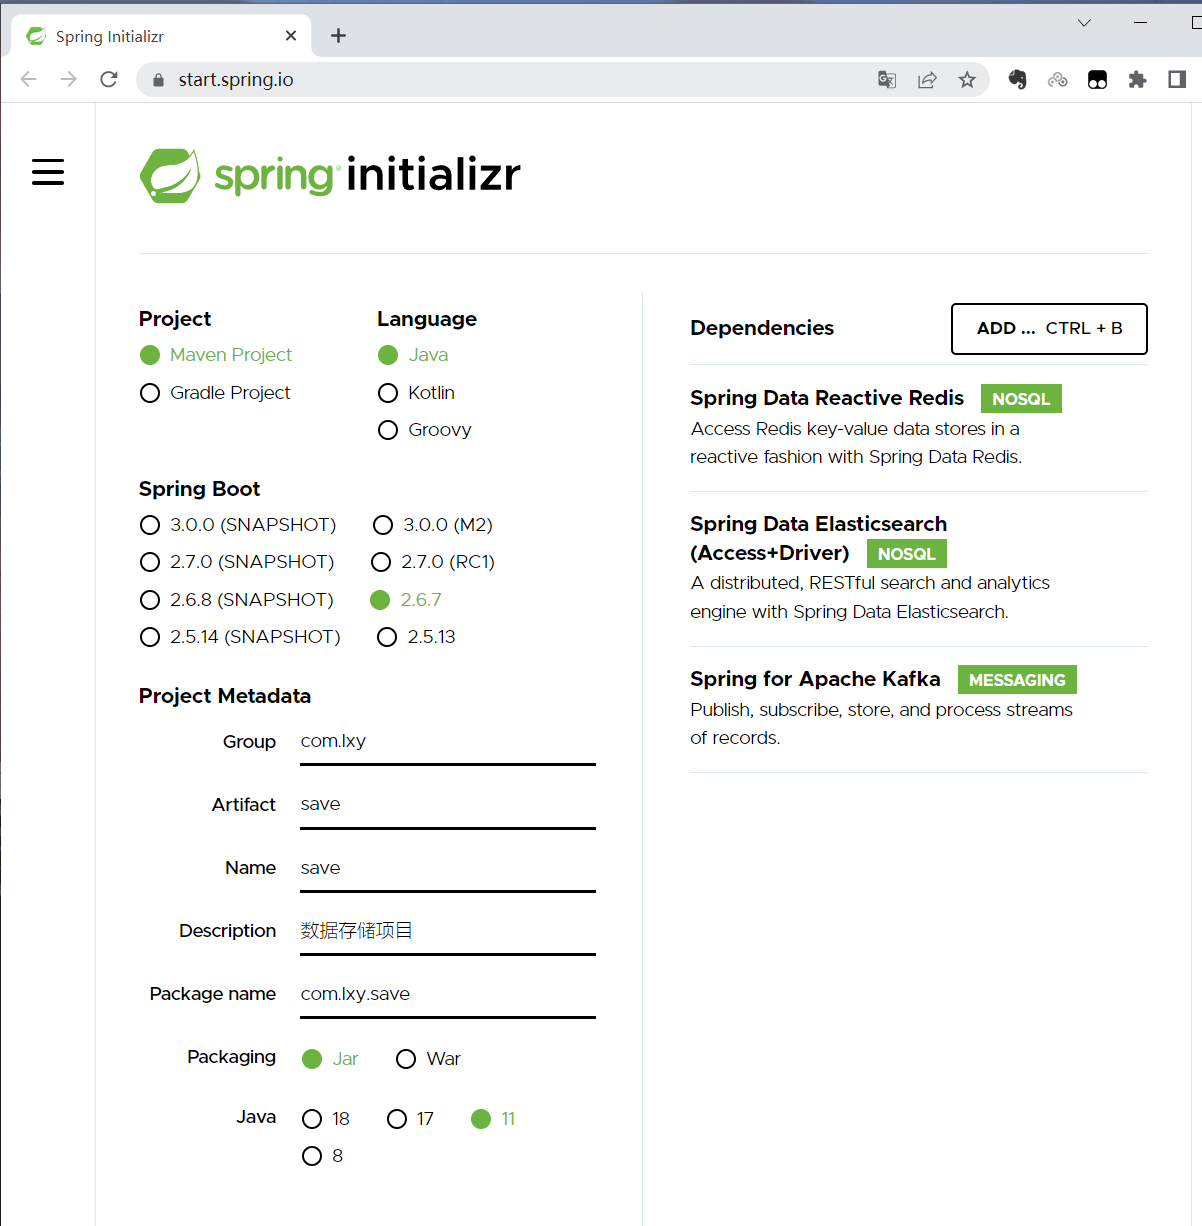 Spring Initializr
start.spring.io
spring initializr
Project
Maven Project
Gradle Project
Language
Java
Kotlin
Groovy
Spring Boot
3.0.0 (SNAPSHOT)
3.0.0 (M2)
2.7.0 (SNAPSHOT)
2.7.0 (RC1)
2.6.8 (SNAPSHOT)
2.6.7
2.5.14 (SNAPSHOT)
2.5.13
Project Metadata
Group com.lxy
Artifact save
Name save
Description 数据存储项目
Package name com.lxy.save
Packaging Jar War
Java 18 17 11
8
Dependencies
ADD ... CTRL + B
Spring Data Reactive Redis NOSQL
Access Redis key-value data stores in a
reactive fashion with Spring Data Redis.
Spring Data Elasticsearch
(Access+Driver) NOSQL
A distributed, RESTful search and analytics
engine with Spring Data Elasticsearch.
Spring for Apache Kafka MESSAGING
Publish, subscribe, store, and process streams
of records.